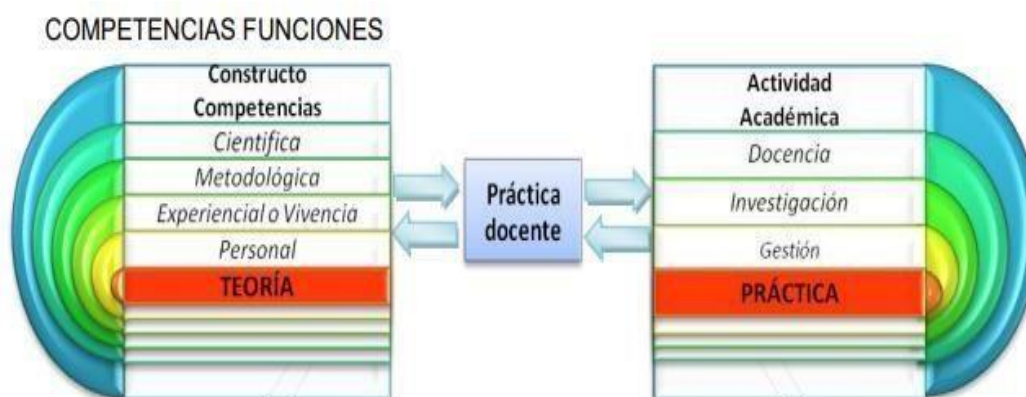 COMPETENCIAS FUNCIONES
Constructo
Competencias
Científica
Metodológica
Experiencial o Vivencia
Personal
TEORÍA
Práctica
docente
Actividad
Académica
Docencia
Investigación
Gestión
PRÁCTICA